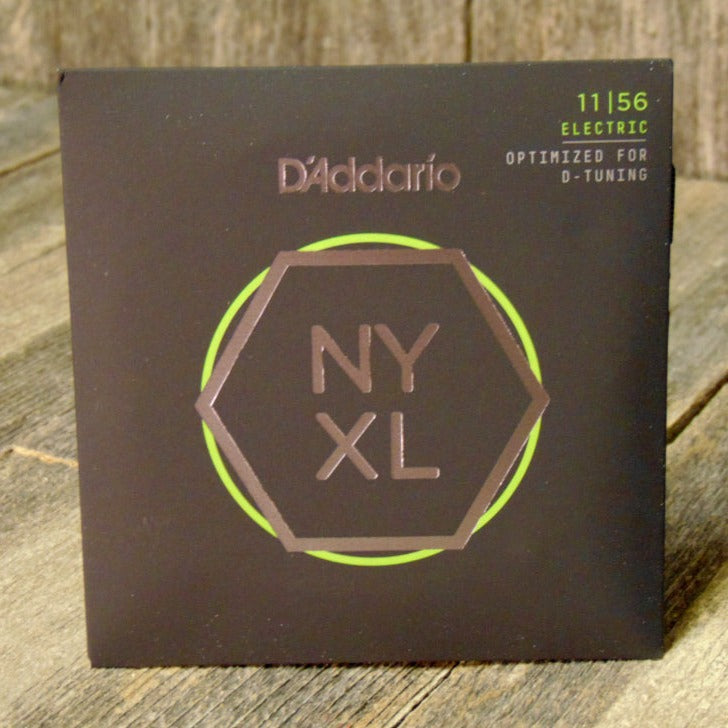 11|56
ELECTRIC
OPTIMIZED FOR
D-TUNING
D'Addario
NY
XL